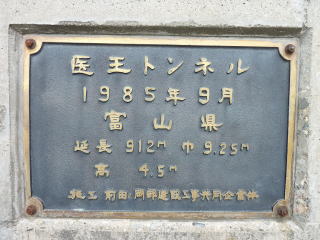 医王トンネル
1985年9月
富山県
延長 912m 巾 9.25m
高 4.5m
施工 前田・岡部建設工事共同企業体